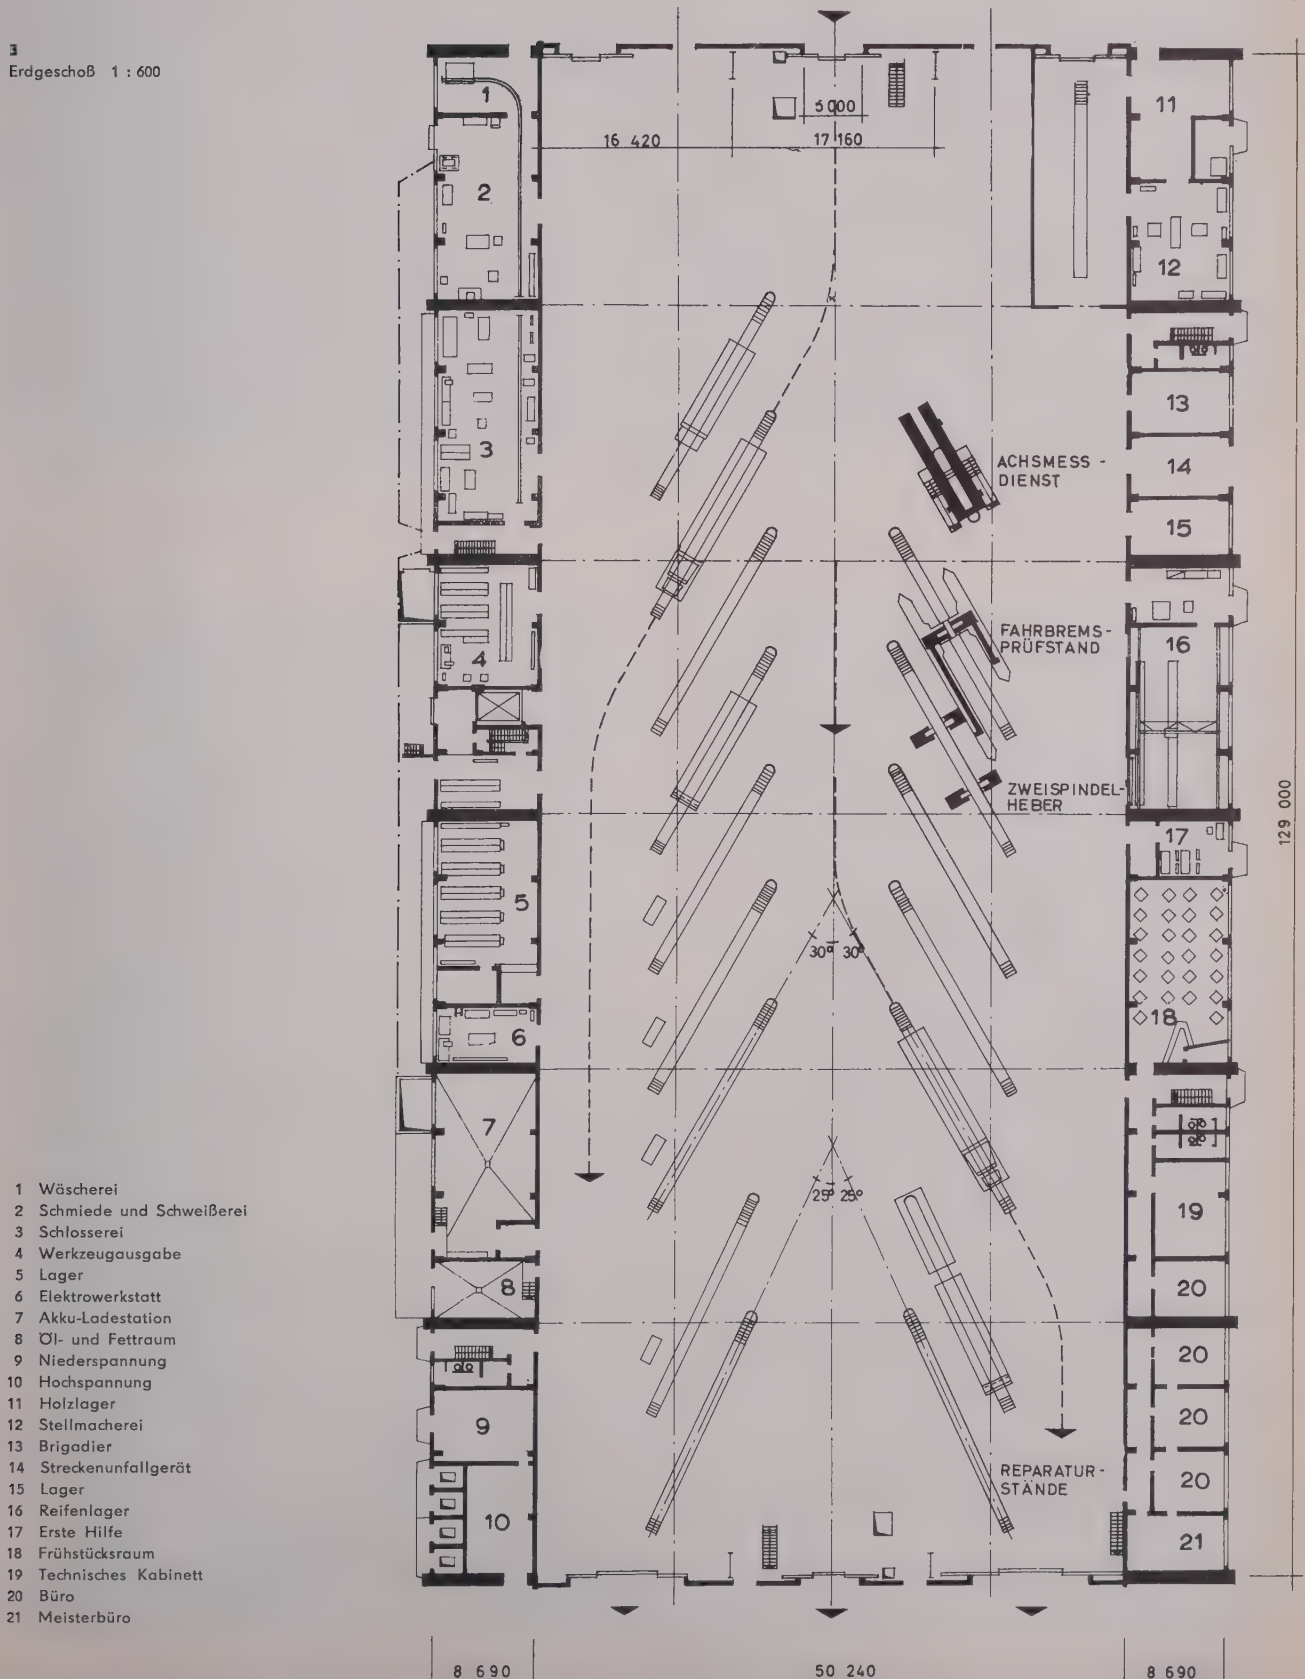 3
Erdgeschoß 1 : 600
5 000
16 420
17 160
1
2
3
4
5
6
7
8
9
10
11
12
13
14
15
16
17
18
19
20
20
20
20
21
ACHSMESS-
DIENST
FAHRBREMS-
PRÜFSTAND
ZWEISPINDEL-
HEBER
30° 30°
25° 25°
REPARATUR-
STÄNDE
129 000
8 690
50 240
8 690
1 Wäscherei
2 Schmiede und Schweißerei
3 Schlosserei
4 Werkzeugausgabe
5 Lager
6 Elektrowerkstatt
7 Akku-Ladestation
8 Öl- und Fettraum
9 Niederspannung
10 Hochspannung
11 Holzlager
12 Stellmacherei
13 Brigadier
14 Streckenunfallgerät
15 Lager
16 Reifenlager
17 Erste Hilfe
18 Frühstücksraum
19 Technisches Kabinett
20 Büro
21 Meisterbüro